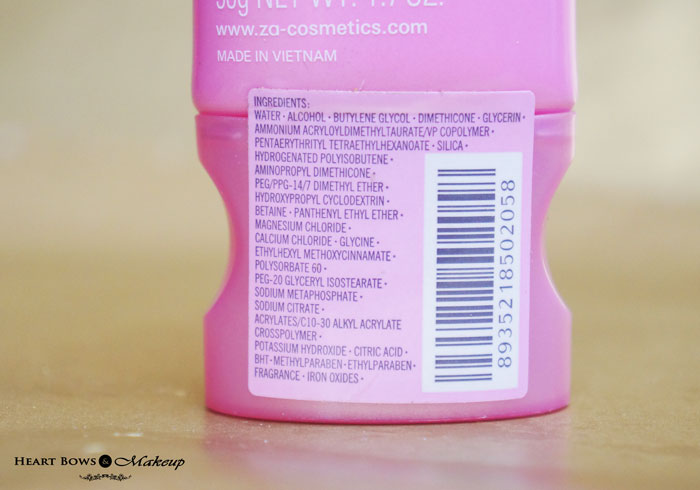 50g NET WT. 1.7 OZ.
www.za-cosmetics.com
MADE IN VIETNAM
INGREDIENTS:
WATER · ALCOHOL · BUTYLENE GLYCOL · DIMETHICONE · GLYCERIN ·
AMMONIUM ACRYLOYLDIMETHYLTAURATE/VP COPOLYMER ·
PENTAERYTHRITYL TETRAETHYLHEXANOATE · SILICA ·
HYDROGENATED POLYISOBUTENE ·
AMINOPROPYL DIMETHICONE ·
PEG/PPG-14/7 DIMETHYL ETHER ·
HYDROXYPROPYL CYCLODEXTRIN ·
BETAINE · PANTHENYL ETHYL ETHER ·
MAGNESIUM CHLORIDE ·
CALCIUM CHLORIDE · GLYCINE ·
ETHYLHEXYL METHOXYCINNAMATE ·
POLYSORBATE 60 ·
PEG-20 GLYCERYL ISOSTEARATE ·
SODIUM METAPHOSPHATE ·
SODIUM CITRATE ·
ACRYLATES/C10-30 ALKYL ACRYLATE
CROSSPOLYMER ·
POTASSIUM HYDROXIDE · CITRIC ACID ·
BHT · METHYLPARABEN · ETHYLPARABEN ·
FRAGRANCE · IRON OXIDES ·
8935218502058
HEART BOWS & Makeup